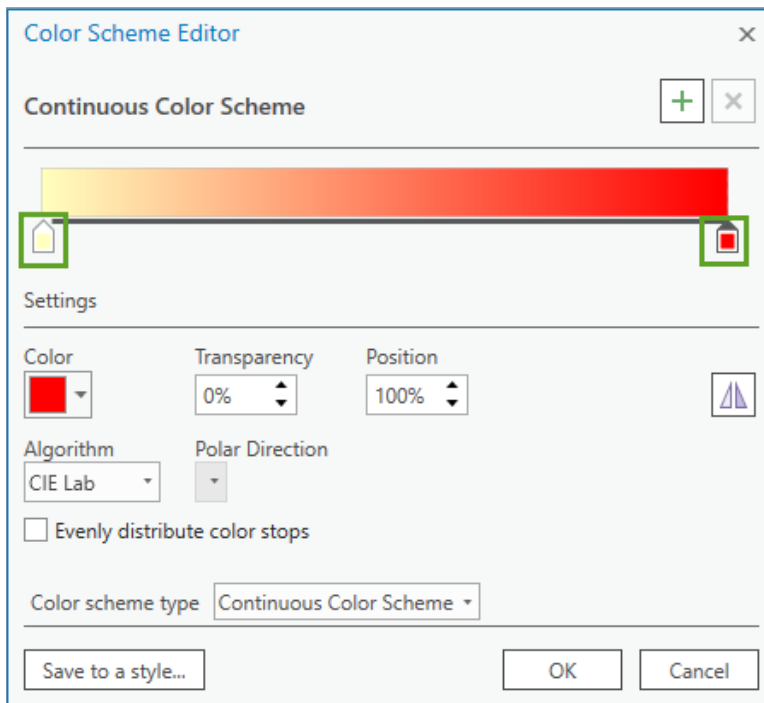 Color Scheme Editor
Continuous Color Scheme
Settings
Color Transparency Position
0% 100%
Algorithm Polar Direction
CIE Lab
Evenly distribute color stops
Color scheme type Continuous Color Scheme
Save to a style... OK Cancel